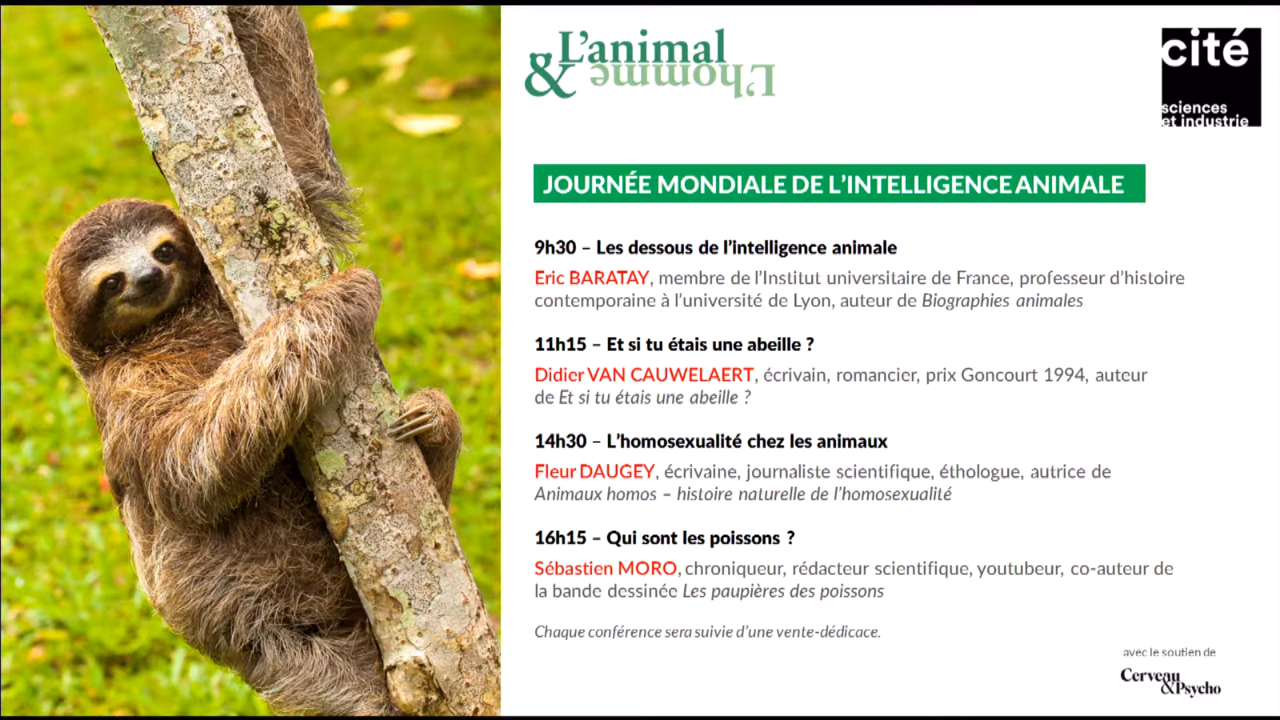 L'animal
& L'homme
cité
sciences
et industrie
JOURNÉE MONDIALE DE L'INTELLIGENCE ANIMALE
9h30 – Les dessous de l'intelligence animale
Eric BARATAY, membre de l'Institut universitaire de France, professeur d'histoire
contemporaine à l'université de Lyon, auteur de Biographies animales
11h15 – Et si tu étais une abeille ?
Didier VAN CAUWELAERT, écrivain, romancier, prix Goncourt 1994, auteur
de Et si tu étais une abeille ?
14h30 – L'homosexualité chez les animaux
Fleur DAUGEY, écrivaine, journaliste scientifique, éthologue, autrice de
Animaux homos – histoire naturelle de l'homosexualité
16h15 – Qui sont les poissons ?
Sébastien MORO, chroniqueur, rédacteur scientifique, youtubeur, co-auteur de
la bande dessinée Les paupières des poissons
Chaque conférence sera suivie d'une vente-dédicace.
avec le soutien de
Cerveau
&Psycho